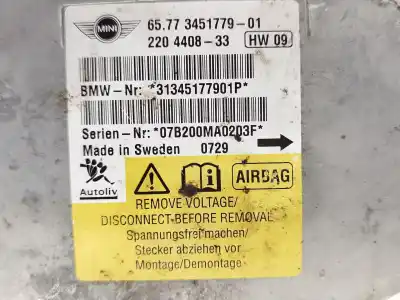 MINI
65.77 3451779-01
220 4408-33 HW 09
BMW-Nr: *31345177901P*
Serien-Nr: *07B200MA0203F*
Made in Sweden 0729
Autoliv
AIRBAG
REMOVE VOLTAGE/
DISCONNECT BEFORE REMOVAL
Spannungsfrei machen/
Stecker abziehen vor
Montage/Demontage